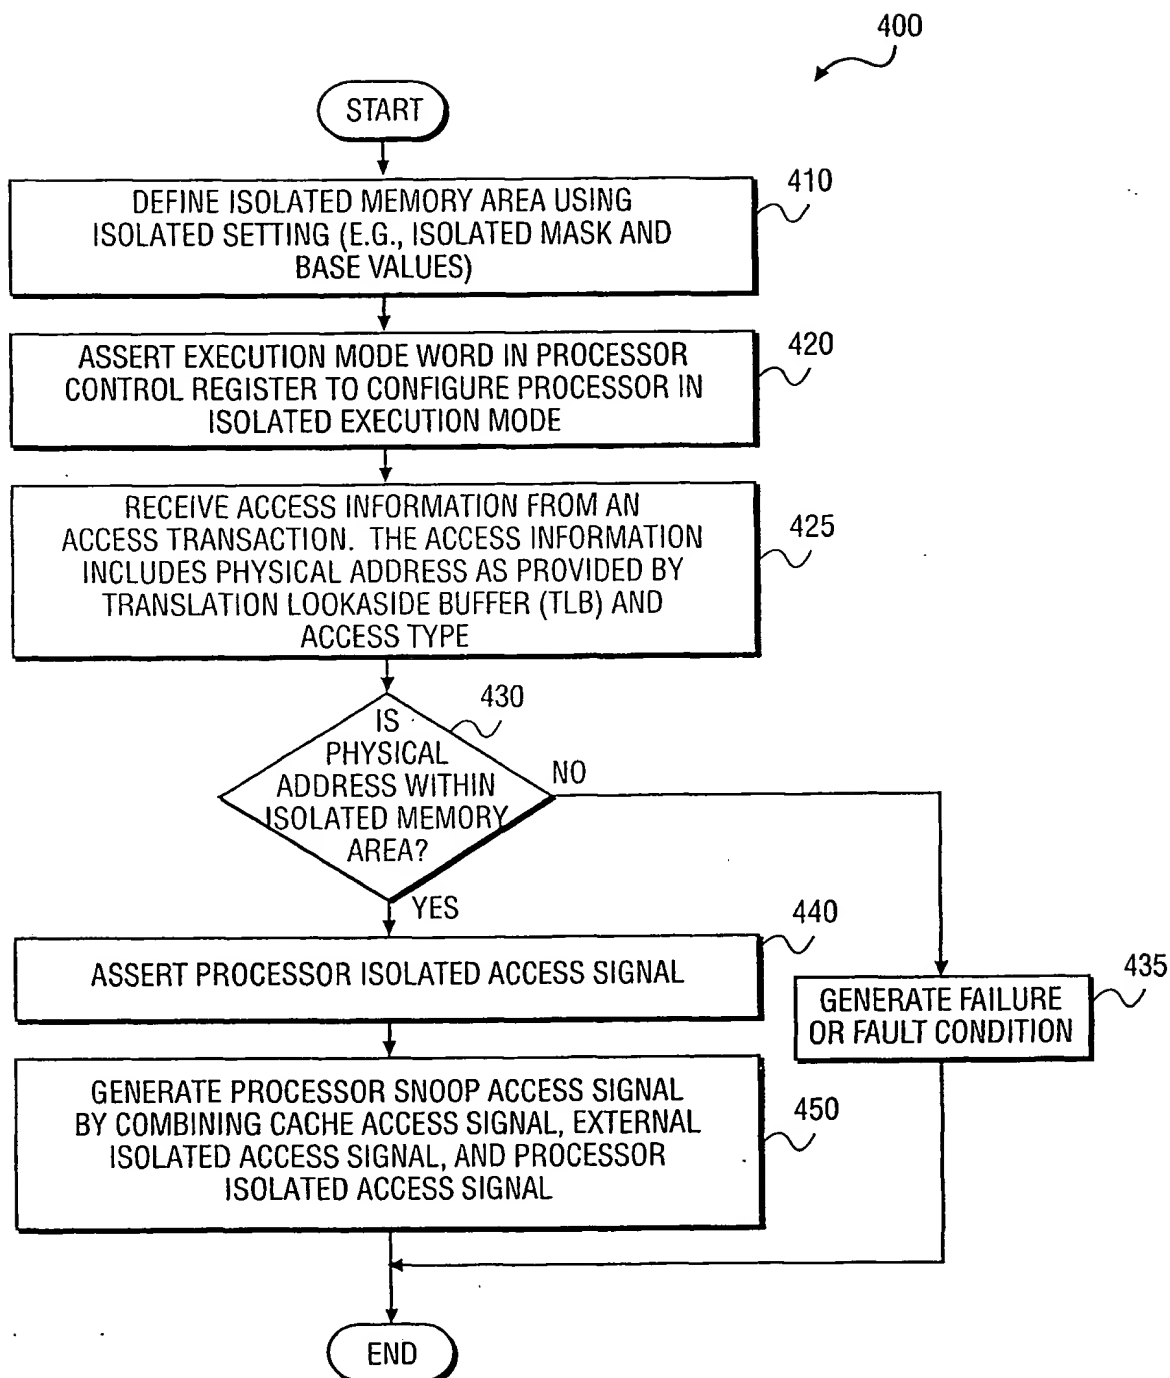 400
START
410
DEFINE ISOLATED MEMORY AREA USING
ISOLATED SETTING (E.G., ISOLATED MASK AND
BASE VALUES)
420
ASSERT EXECUTION MODE WORD IN PROCESSOR
CONTROL REGISTER TO CONFIGURE PROCESSOR IN
ISOLATED EXECUTION MODE
425
RECEIVE ACCESS INFORMATION FROM AN
ACCESS TRANSACTION. THE ACCESS INFORMATION
INCLUDES PHYSICAL ADDRESS AS PROVIDED BY
TRANSLATION LOOKASIDE BUFFER (TLB) AND
ACCESS TYPE
430
IS
PHYSICAL
ADDRESS WITHIN
ISOLATED MEMORY
AREA?
NO
YES
440
ASSERT PROCESSOR ISOLATED ACCESS SIGNAL
435
GENERATE FAILURE
OR FAULT CONDITION
450
GENERATE PROCESSOR SNOOP ACCESS SIGNAL
BY COMBINING CACHE ACCESS SIGNAL, EXTERNAL
ISOLATED ACCESS SIGNAL, AND PROCESSOR
ISOLATED ACCESS SIGNAL
END